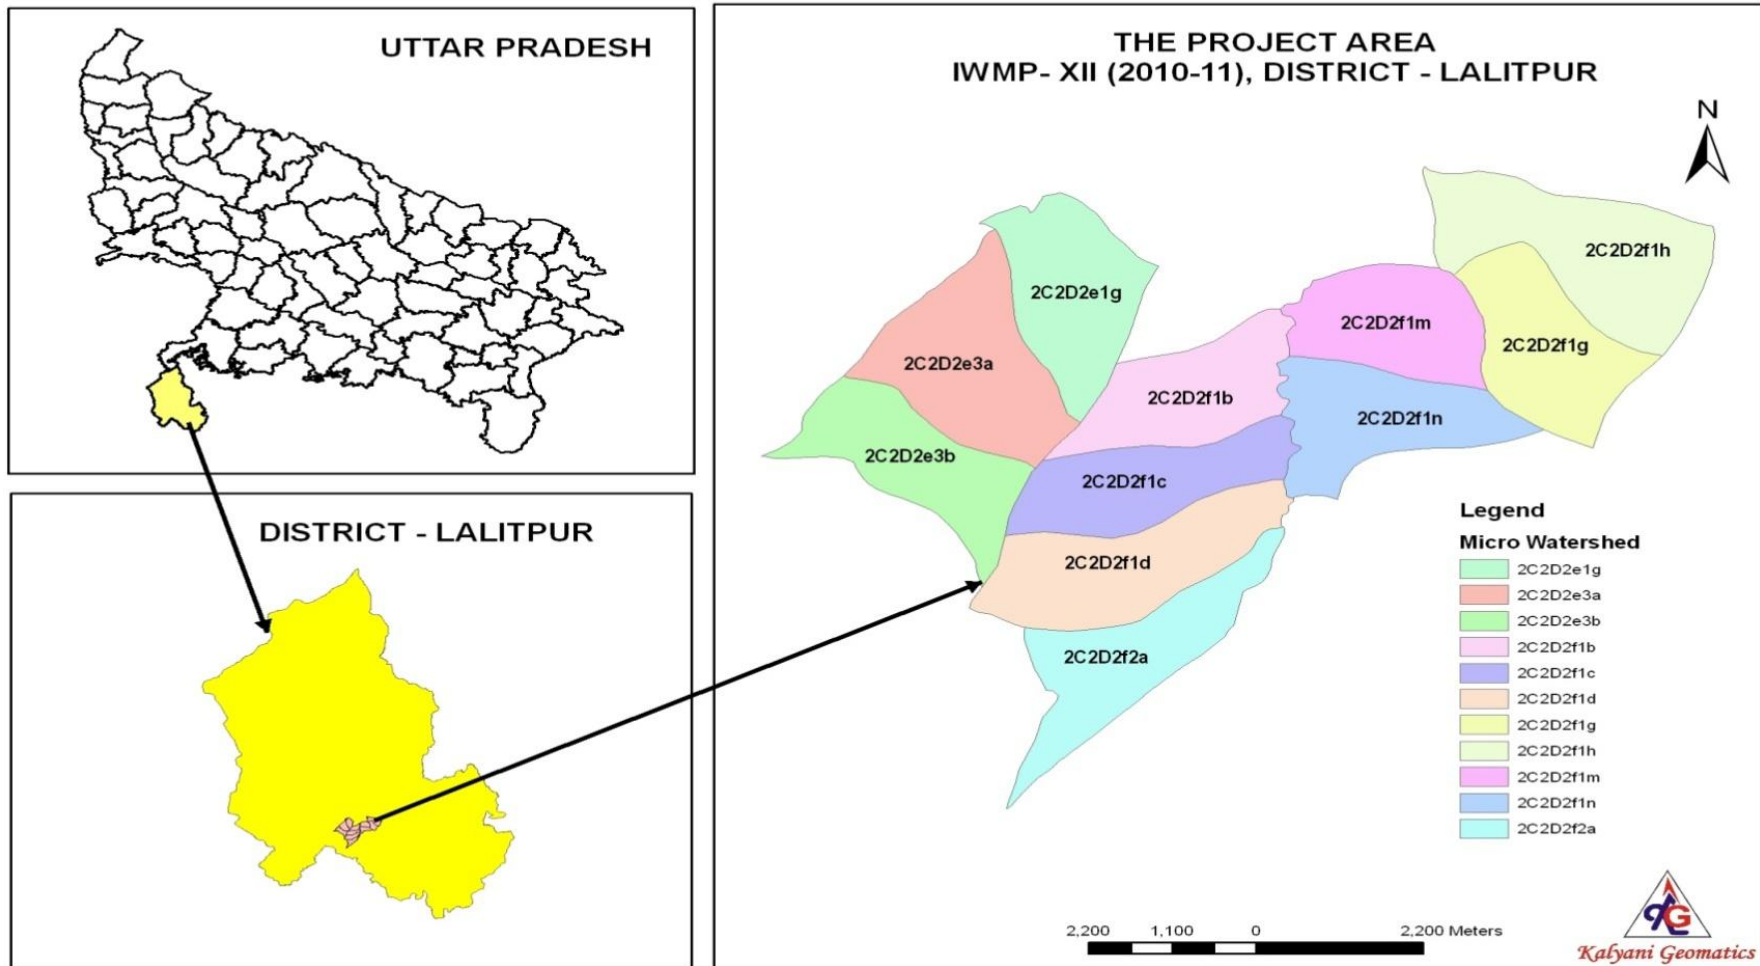 UTTAR PRADESH
DISTRICT - LALITPUR
THE PROJECT AREA
IWMP- XII (2010-11), DISTRICT - LALITPUR
N
2C2D2f1h
2C2D2e1g
2C2D2f1m
2C2D2f1g
2C2D2e3a
2C2D2f1b
2C2D2f1n
2C2D2e3b
2C2D2f1c
2C2D2f1d
2C2D2f2a
Legend
Micro Watershed
2C2D2e1g
2C2D2e3a
2C2D2e3b
2C2D2f1b
2C2D2f1c
2C2D2f1d
2C2D2f1g
2C2D2f1h
2C2D2f1m
2C2D2f1n
2C2D2f2a
2,200 1,100 0 2,200 Meters
Kalyani Geomatics